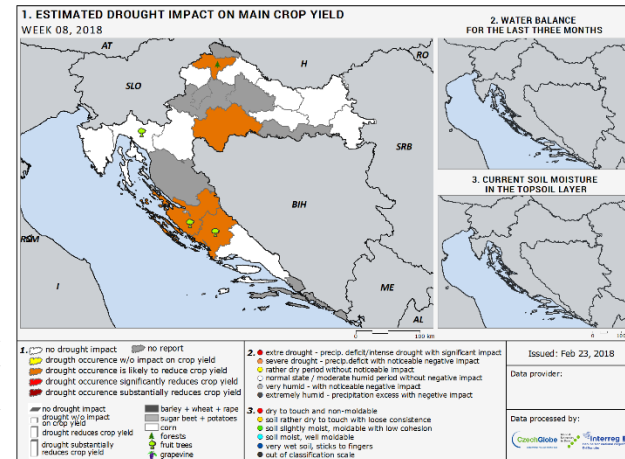 1. ESTIMATED DROUGHT IMPACT ON MAIN CROP YIELD
WEEK 08, 2018
AT
H
RO
SLO
SRB
BIH
RSM
I
ME
AL
130 km
2. WATER BALANCE
FOR THE LAST THREE MONTHS
3. CURRENT SOIL MOISTURE
IN THE TOPSOIL LAYER
1. no drought impact no report
drougth occurence w/o impact on crop yield
drought occurence is likely to reduce crop yield
drought occurence significantly reduces crop yield
drought occurence substantially reduces crop yield
no drought impact
drought w/o impact
on crop yield
drought reduces crop yield
drought substantially
reduces crop yield
barley + wheat + rape
sugar beet + potatoes
corn
forests
fruit trees
grapevine
2. extre drought - precip. deficit/intense drought with significant impact
severe drought - precip.deficit with noticeable negative impact
rather dry period without noticeable impact
normal state / moderate humid period without negative impact
very humid - with noticeable negative impact
extremely humid - precipitation excess with negative impact
3. dry to touch and non-moldable
soil rather dry to touch with loose consistence
soil slightly moist, moldable with low cohesion
soil moist, well moldable
very wet soil, sticks to fingers
out of classification scale
Issued: Feb 23, 2018
Data provider:
Data processed by:
CzechGlobe
Interreg